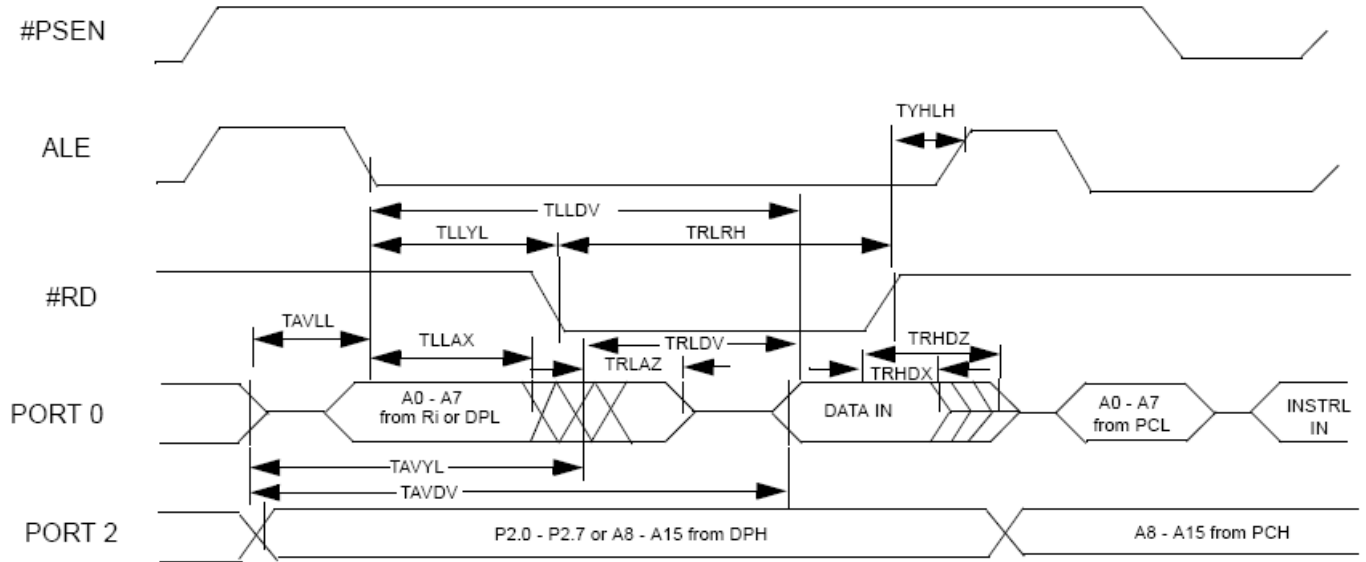 #PSEN
TYHLH
ALE
TLLDV
TLLYL
TRLRH
#RD
TAVLL
TLLAX
TRLDV
TRHDZ
TRLAZ
TRHDX
PORT 0
A0 - A7
from Ri or DPL
DATA IN
A0 - A7
from PCL
INSTRL
IN
TAVYL
TAVDV
PORT 2
P2.0 - P2.7 or A8 - A15 from DPH
A8 - A15 from PCH